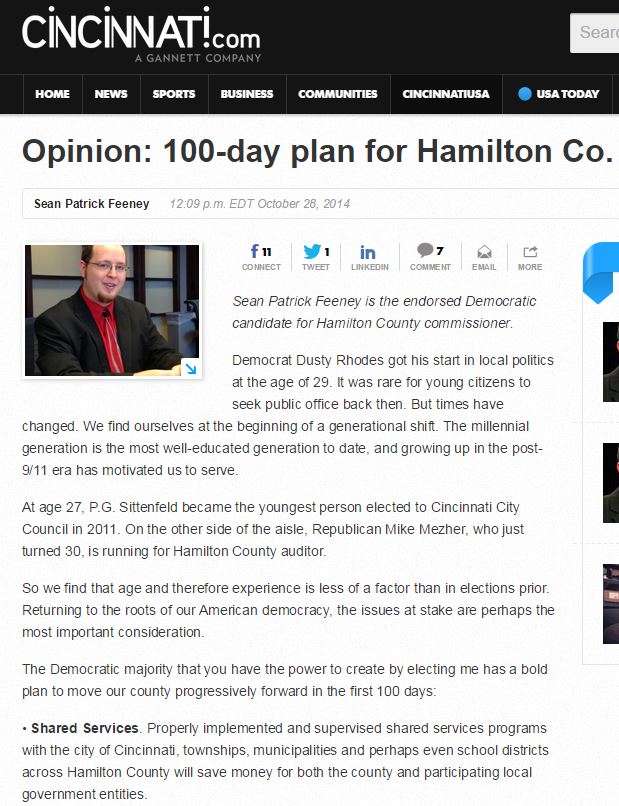 CiNCiNNATi.com
A GANNETT COMPANY
Sear
HOME NEWS SPORTS BUSINESS COMMUNITIES CINCINNATIUSA USA TODAY
Opinion: 100-day plan for Hamilton Co.
Sean Patrick Feeney 12:09 p.m. EDT October 28, 2014
11 1 7
CONNECT TWEET LINKEDIN COMMENT EMAIL MORE
Sean Patrick Feeney is the endorsed Democratic
candidate for Hamilton County commissioner.
Democrat Dusty Rhodes got his start in local politics
at the age of 29. It was rare for young citizens to
seek public office back then. But times have
changed. We find ourselves at the beginning of a generational shift. The millennial
generation is the most well-educated generation to date, and growing up in the post-
9/11 era has motivated us to serve.
At age 27, P.G. Sittenfeld became the youngest person elected to Cincinnati City
Council in 2011. On the other side of the aisle, Republican Mike Mezher, who just
turned 30, is running for Hamilton County auditor.
So we find that age and therefore experience is less of a factor than in elections prior.
Returning to the roots of our American democracy, the issues at stake are perhaps the
most important consideration.
The Democratic majority that you have the power to create by electing me has a bold
plan to move our county progressively forward in the first 100 days:
• Shared Services. Properly implemented and supervised shared services programs
with the city of Cincinnati, townships, municipalities and perhaps even school districts
across Hamilton County will save money for both the county and participating local
government entities.